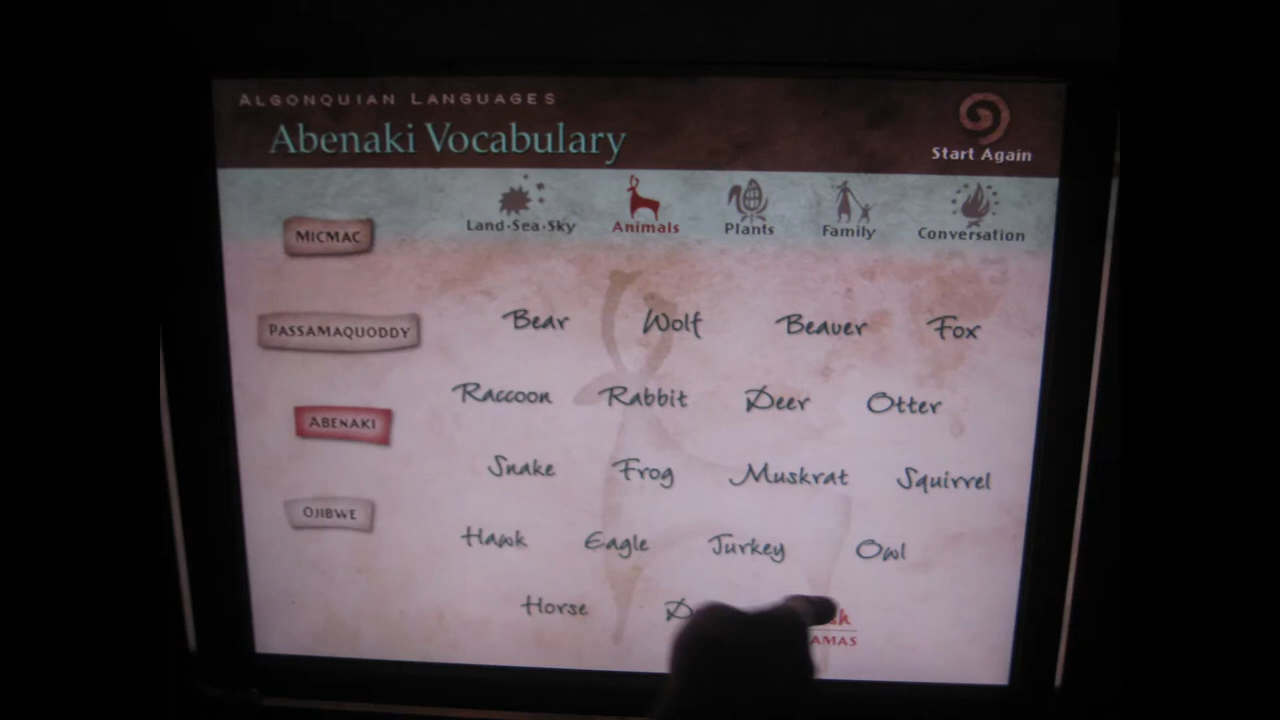 ALGONQUIAN LANGUAGES
Abenaki Vocabulary
Start Again
Land·Sea·Sky Animals Plants Family Conversation
MICMAC
PASSAMAQUODDY
ABENAKI
OJIBWE
Bear Wolf Beaver Fox
Raccoon Rabbit Deer Otter
Snake Frog Muskrat Squirrel
Hawk Eagle Turkey Owl
Horse